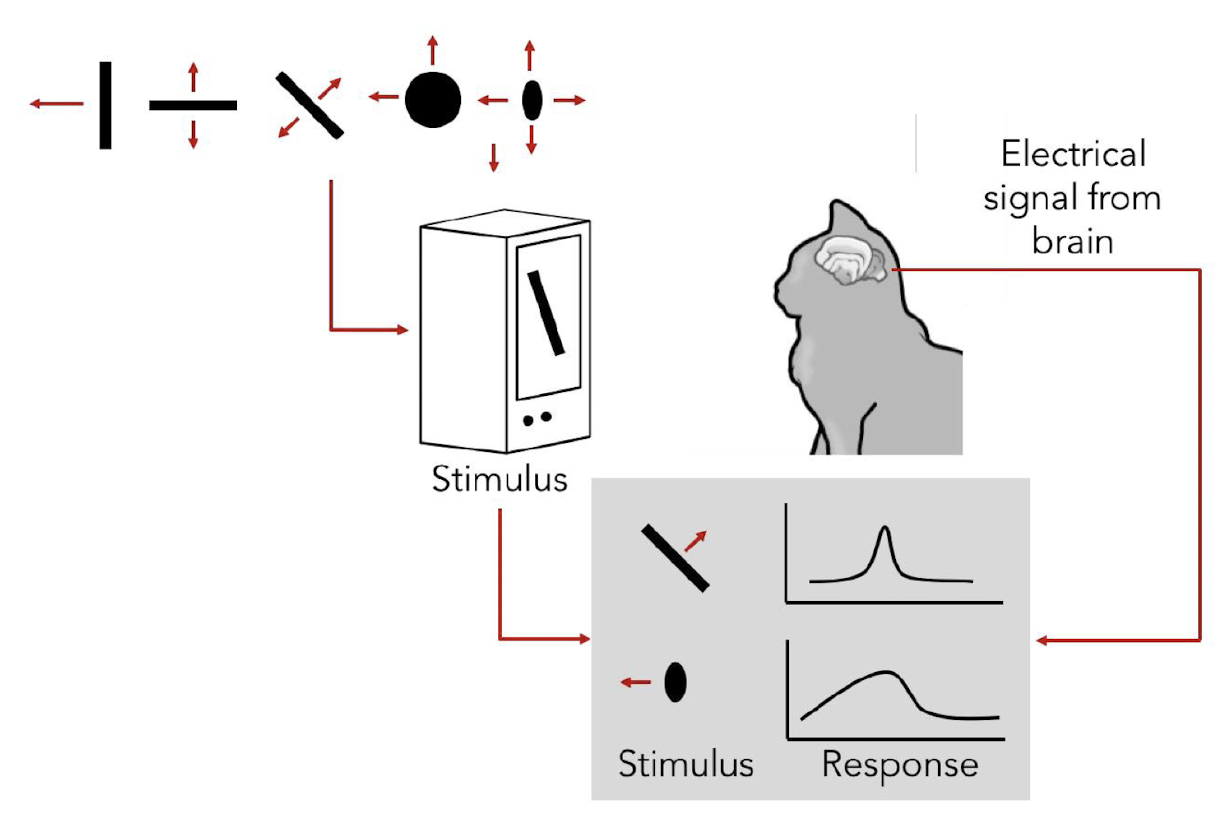 Electrical
signal from
brain
Stimulus
Stimulus
Response